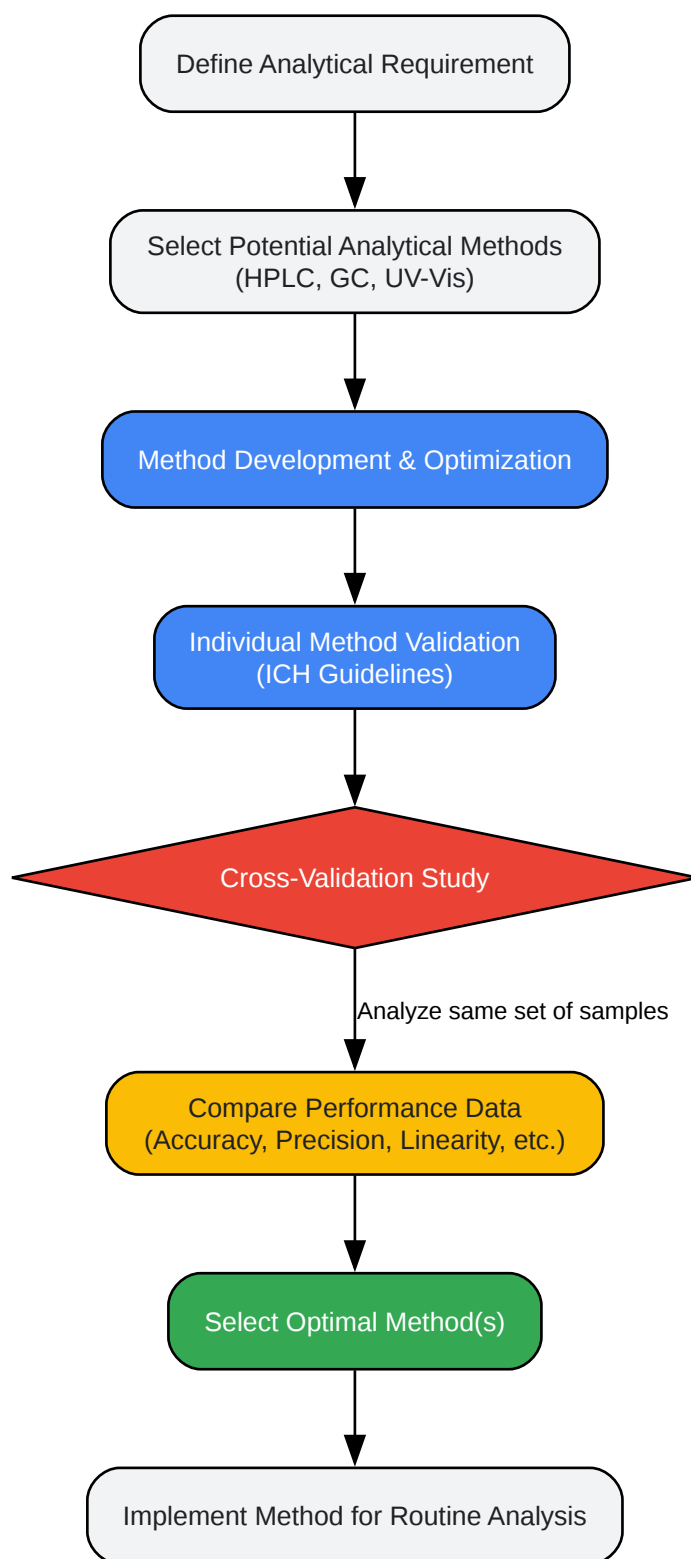 Define Analytical Requirement
Select Potential Analytical Methods
(HPLC, GC, UV-Vis)
Method Development & Optimization
Individual Method Validation
(ICH Guidelines)
Cross-Validation Study
Analyze same set of samples
Compare Performance Data
(Accuracy, Precision, Linearity, etc.)
Select Optimal Method(s)
Implement Method for Routine Analysis